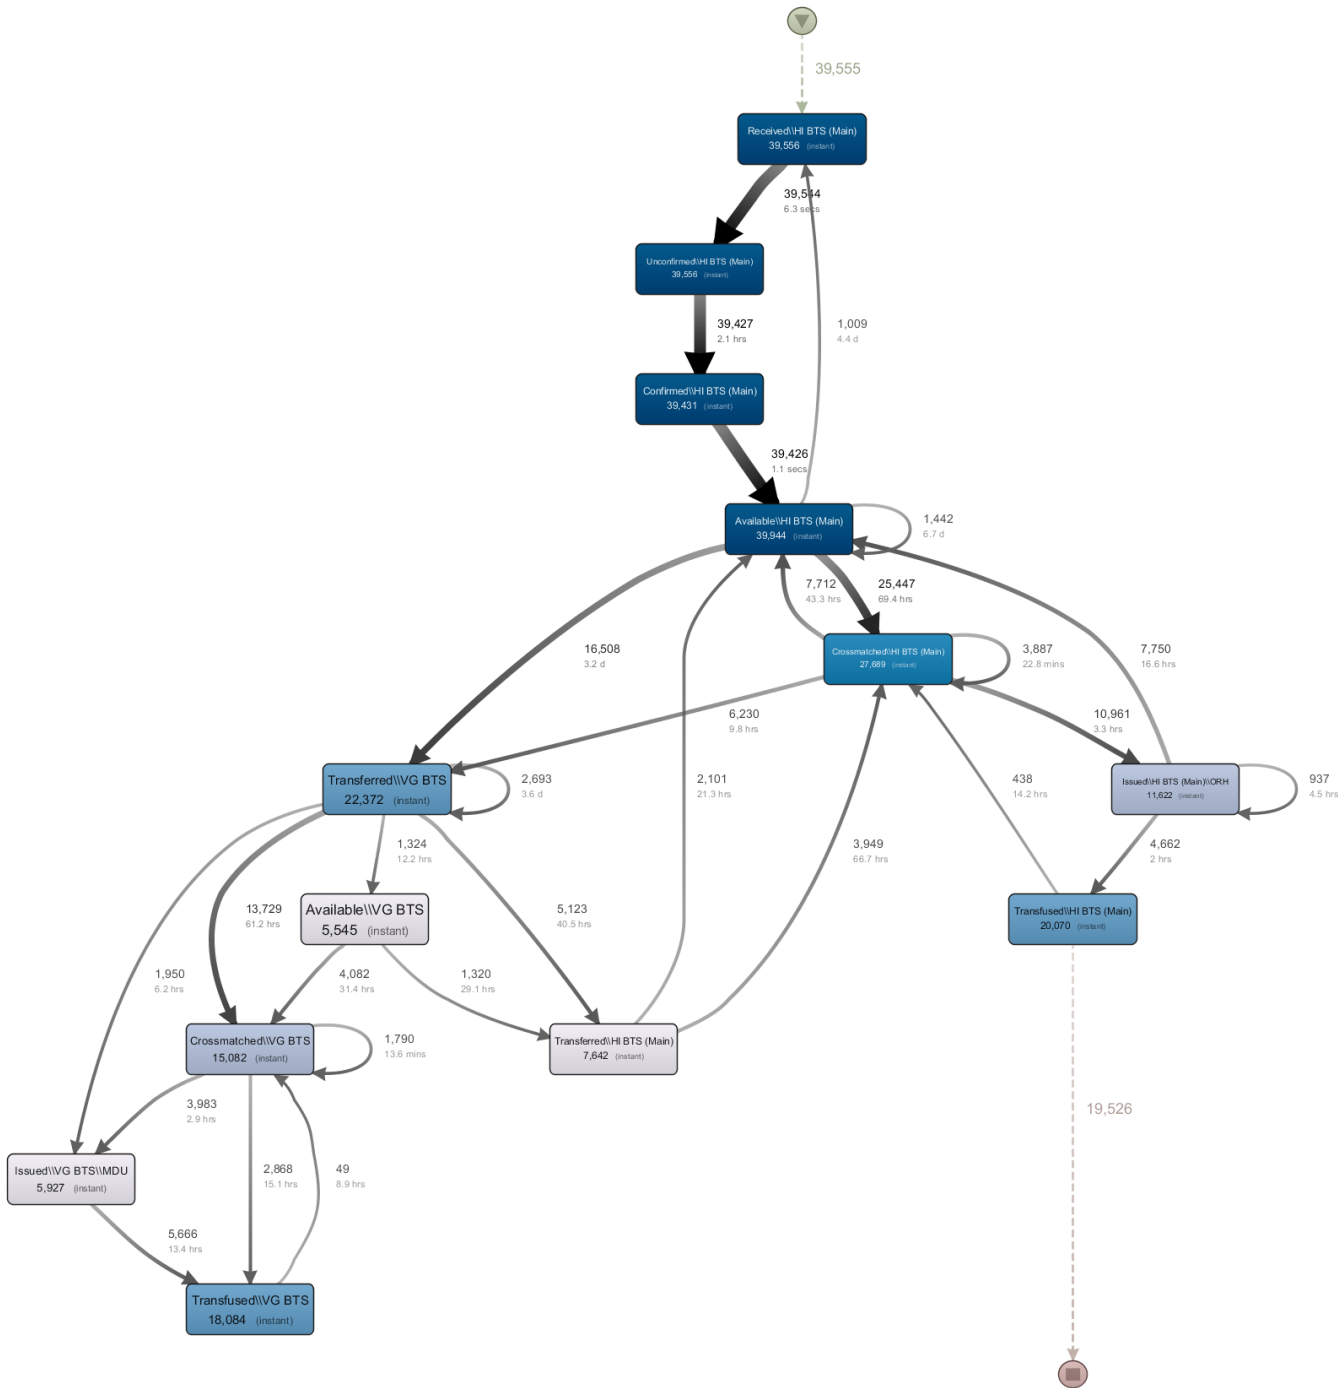 39,555
Received\\HI BTS (Main)
39,556 (instant)
39,544
6.3 secs
Unconfirmed\\HI BTS (Main)
39,556 (instant)
39,427
2.1 hrs
1,009
4.4 d
Confirmed\\HI BTS (Main)
39,431 (instant)
39,426
1.1 secs
Available\\HI BTS (Main)
39,944 (instant)
1,442
6.7 d
7,712
43.3 hrs
25,447
69.4 hrs
16,508
3.2 d
Crossmatched\\HI BTS (Main)
27,689 (instant)
3,887
22.8 mins
7,750
16.6 hrs
6,230
9.8 hrs
10,961
3.3 hrs
Transferred\\VG BTS
22,372 (instant)
2,693
3.6 d
2,101
21.3 hrs
438
14.2 hrs
Issued\\HI BTS (Main)\\ORH
11,622 (instant)
937
4.5 hrs
1,324
12.2 hrs
3,949
66.7 hrs
4,662
2 hrs
13,729
61.2 hrs
Available\\VG BTS
5,545 (instant)
5,123
40.5 hrs
Transfused\\HI BTS (Main)
20,070 (instant)
1,950
6.2 hrs
4,082
31.4 hrs
1,320
29.1 hrs
Crossmatched\\VG BTS
15,082 (instant)
1,790
13.6 mins
Transferred\\HI BTS (Main)
7,642 (instant)
3,983
2.9 hrs
19,526
Issued\\VG BTS\\MDU
5,927 (instant)
2,868
15.1 hrs
49
8.9 hrs
5,666
13.4 hrs
Transfused\\VG BTS
18,084 (instant)